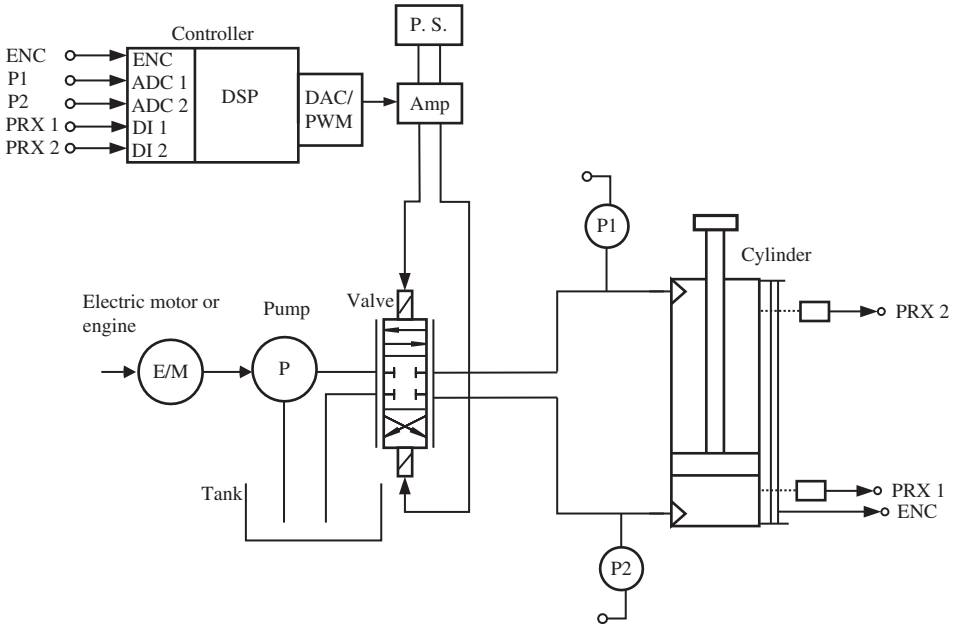 P. S.
Controller
ENC
P1
P2
PRX 1
PRX 2
ENC
ADC 1
ADC 2
DI 1
DI 2
DSP
DAC/
PWM
Amp
P1
Cylinder
Electric motor or
engine
Pump
Valve
PRX 2
E/M
P
Tank
PRX 1
ENC
P2